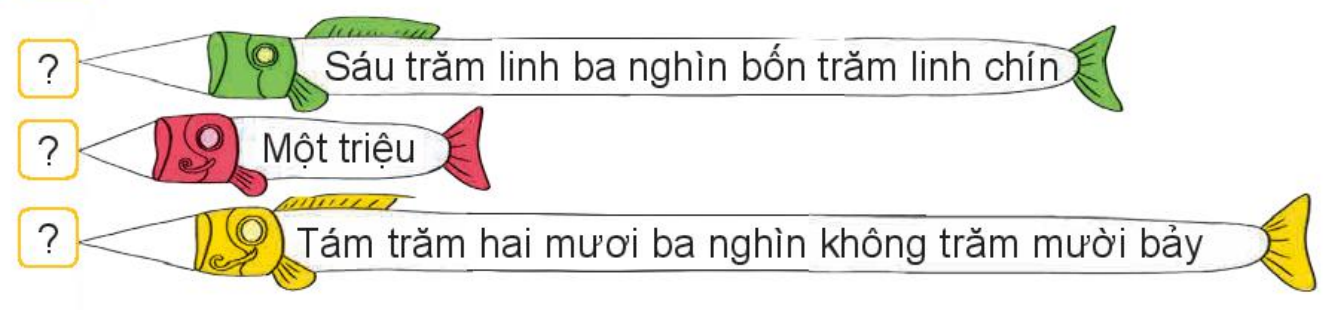 ? Sáu trăm linh ba nghìn bốn trăm linh chín
? Một triệu
? Tám trăm hai mươi ba nghìn không trăm mười bảy